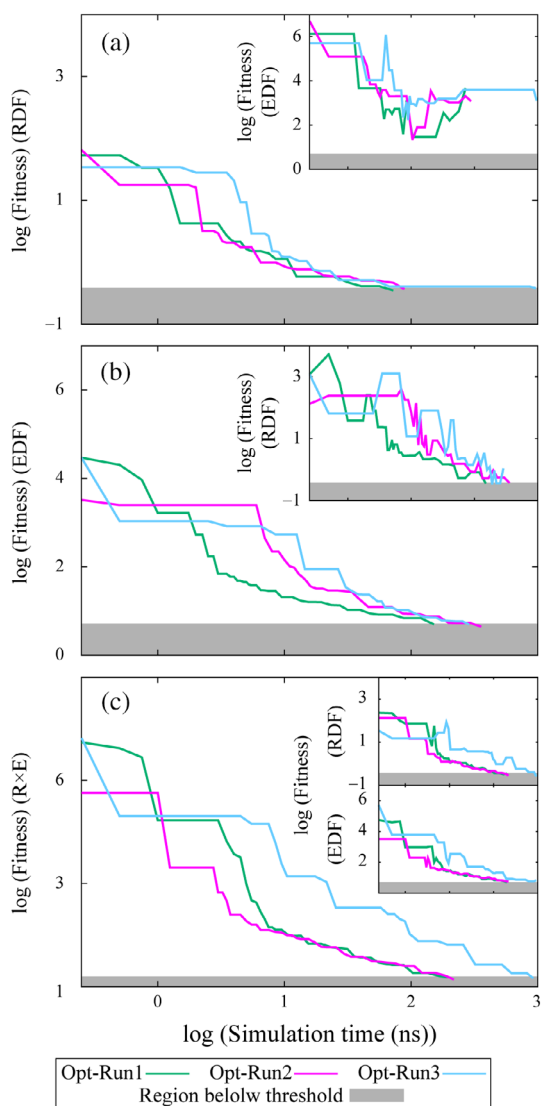 (a)
log (Fitness) (RDF)
3
1
−1
log (Fitness)
(EDF)
6
4
2
0
(b)
log (Fitness) (EDF)
6
4
2
0
log (Fitness)
(RDF)
3
1
−1
(c)
log (Fitness) (R×E)
6
3
1
log (Fitness)
(RDF)
3
1
−1
(EDF)
6
4
2
0
1
2
3
log (Simulation time (ns))
Opt-Run1 Opt-Run2 Opt-Run3
Region belolw threshold